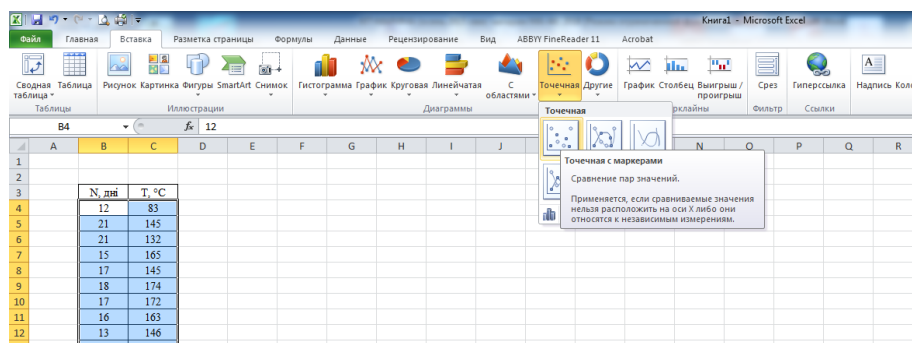 Книга1 - Microsoft Excel
Файл Главная Вставка Разметка страницы Формулы Данные Рецензирование Вид ABBYY FineReader 11 Acrobat
Сводная таблица Таблица Рисунок Картинка Фигуры SmartArt Снимок Гистограмма График Круговая Линейчатая С областями Точечная Другие График Столбец Выигрыш / проигрыш Срез Гиперссылка Надпись
Таблицы Иллюстрации Диаграммы Фильтр Ссылки
B4 fx 12
Точечная
A B C D E F G H I J N O P Q R
Точечная с маркерами
Сравнение пар значений.
Применяется, если сравниваемые значения
нельзя расположить на оси X либо они
относятся к независимым измерениям.
1
2
3 N, дні T, °C
4 12 83
5 21 145
6 21 132
7 15 165
8 17 145
9 18 174
10 17 172
11 16 163
12 13 146